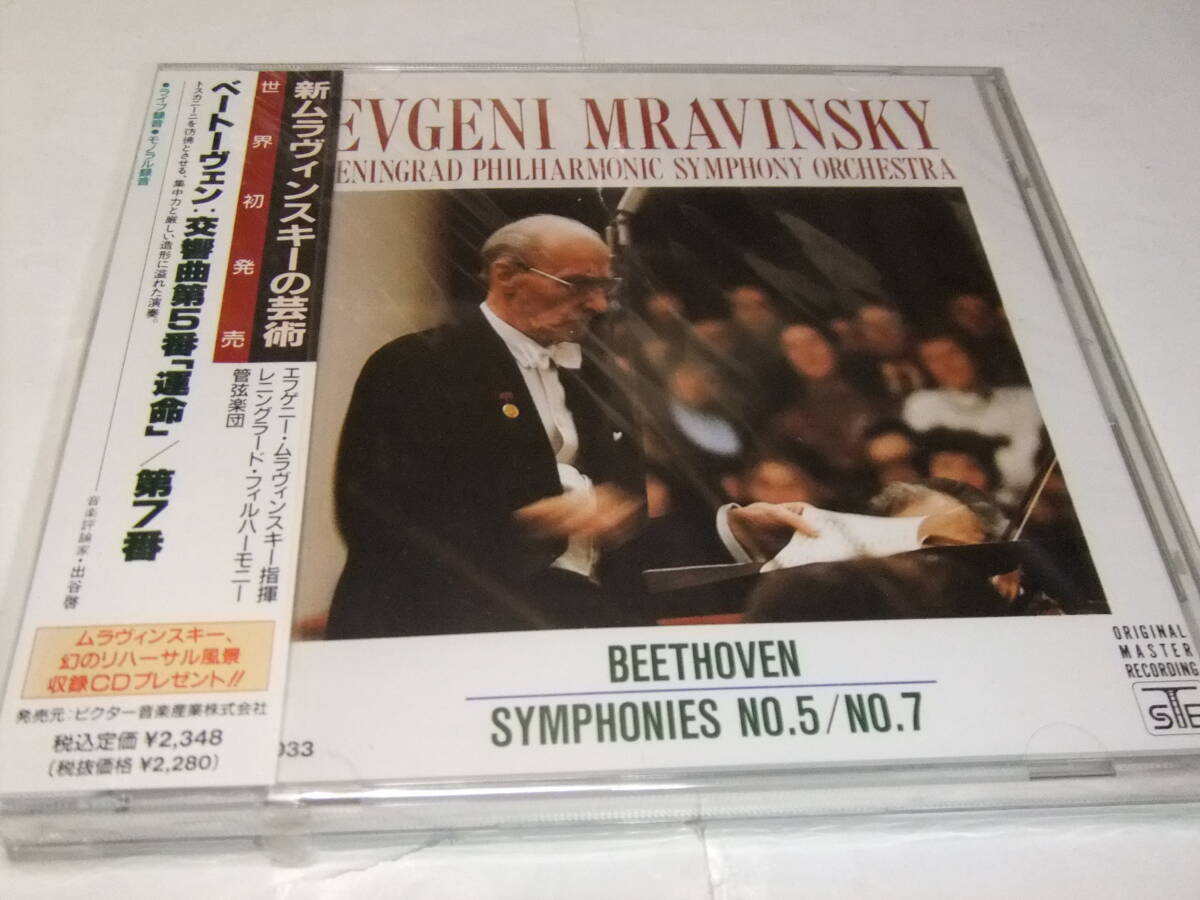 新ムラヴィンスキーの芸術
世界初発売
エフゲニー・ムラヴィンスキー指揮
レニングラード・フィルハーモニー
管弦楽団
ベートーヴェン:交響曲第5番「運命」/第7番
トスカニーニを彷彿とさせる、集中力と厳しい造形に溢れた演奏。
音楽評論家・出谷啓
●ライブ録音●モノラル録音
ムラヴィンスキー、
幻のリハーサル風景
収録CDプレゼント!!
発売元:ビクター音楽産業株式会社
税込定価 ¥2,348
(税抜価格 ¥2,280)
EVGENI MRAVINSKY
ENINGRAD PHILHARMONIC SYMPHONY ORCHESTRA
BEETHOVEN
SYMPHONIES NO.5/NO.7
033
ORIGINAL
MASTER
RECORDING